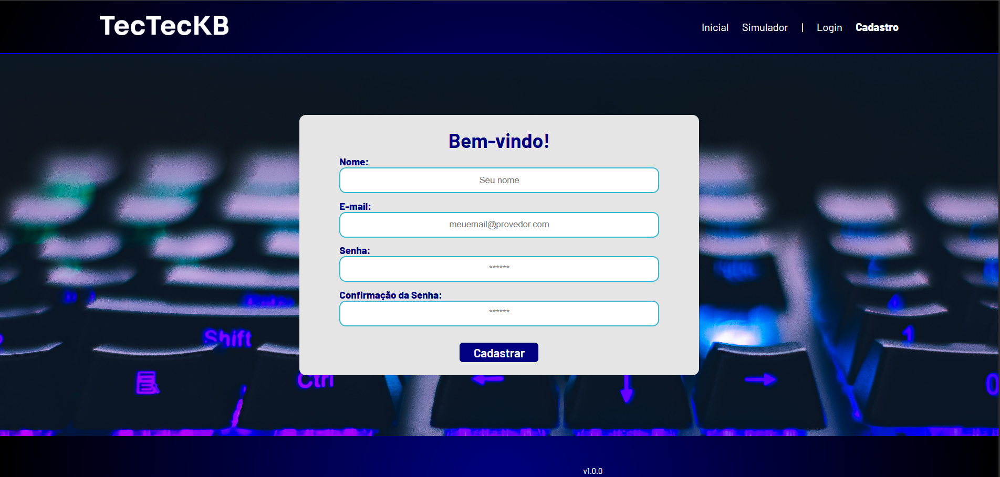 TecTecKB
Inicial Simulador | Login Cadastro
Bem-vindo!
Nome:
Seu nome
E-mail:
meuemail@provedor.com
Senha:
******
Confirmação da Senha:
******
Cadastrar
Shift
Ctrl
1
0
v1.0.0